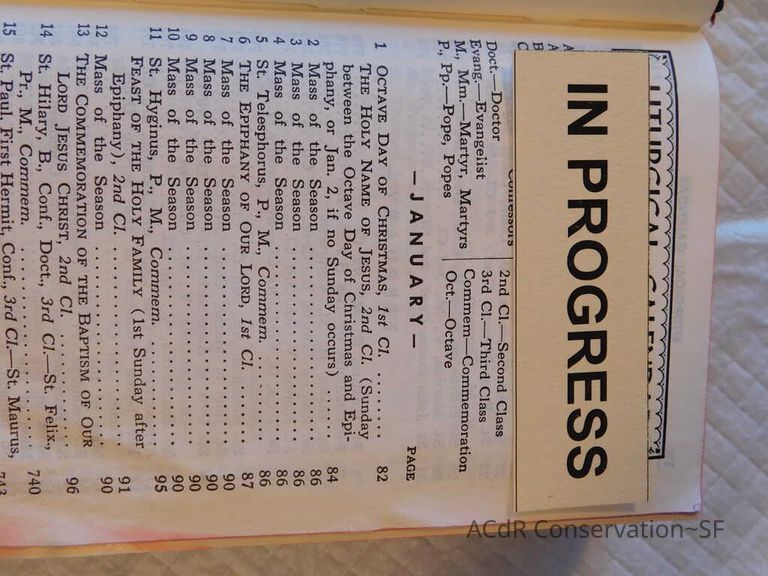 LITURGICAL CALENDAR
IN PROGRESS
Confessors
Doct.—Doctor
Evang.—Evangelist
M., Mm.—Martyr, Martyrs
P., Pp.—Pope, Popes
2nd Cl.—Second Class
3rd Cl.—Third Class
Commem—Commemoration
Oct.—Octave
—JANUARY—
PAGE
1 OCTAVE DAY OF CHRISTMAS, 1st Cl. ........ 82
THE HOLY NAME OF JESUS, 2nd Cl. (Sunday
between the Octave Day of Christmas and Epi-
phany, or Jan. 2, if no Sunday occurs) ..... 84
2 Mass of the Season .................... 86
3 Mass of the Season .................... 86
4 Mass of the Season .................... 86
5 St. Telesphorus, P., M., Commem. ........ 86
6 THE EPIPHANY OF OUR LORD, 1st Cl. ...... 87
7 Mass of the Season .................... 90
8 Mass of the Season .................... 90
9 Mass of the Season .................... 90
10 Mass of the Season .................... 90
11 St. Hyginus, P., M., Commem. ........... 95
FEAST OF THE HOLY FAMILY (1st Sunday after
Epiphany), 2nd Cl. .................... 91
12 Mass of the Season .................... 90
13 THE COMMEMORATION OF THE BAPTISM OF OUR
LORD JESUS CHRIST, 2nd Cl. ............ 96
14 St. Hilary, B., Conf., Doct., 3rd Cl.—St. Felix,
Pr., M., Commem. .................... 740
15 St. Paul, First Hermit, Conf., 3rd Cl.—St. Maurus,
743
ACdR Conservation~SF